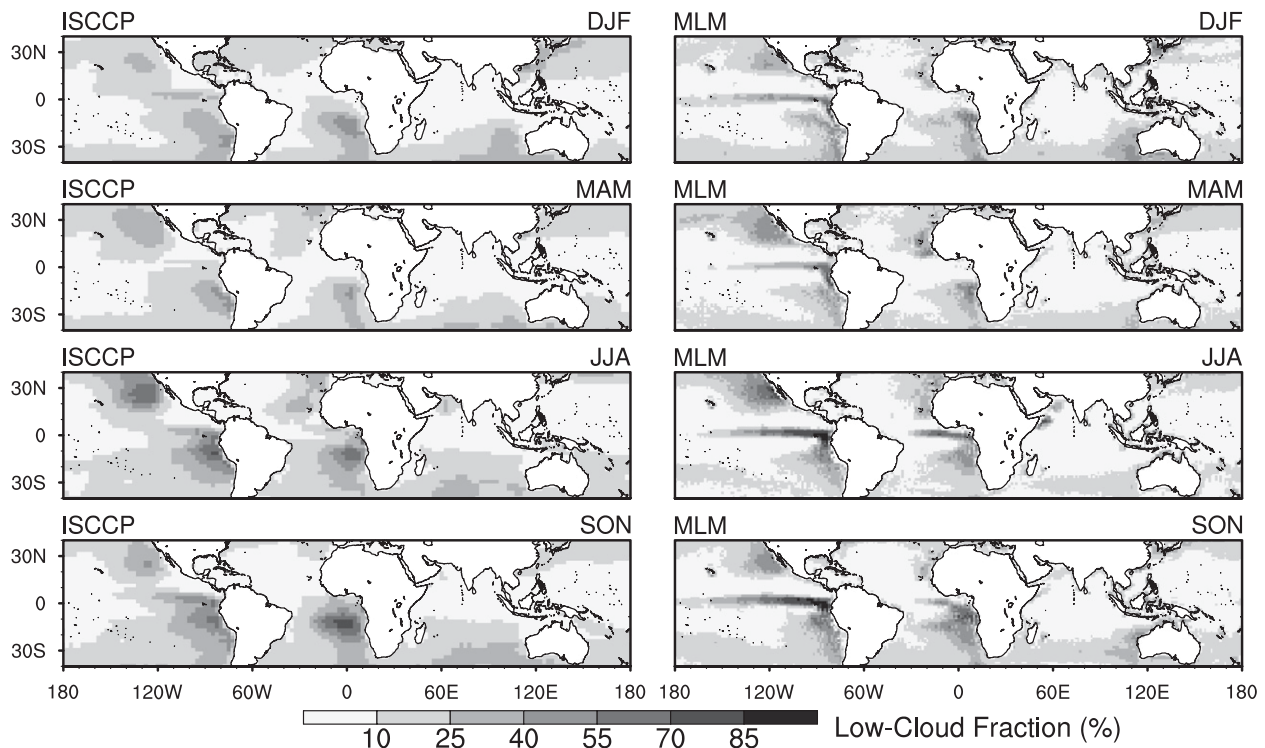 ISCCP DJF MLM DJF
30N
0
30S
ISCCP MAM MLM MAM
30N
0
30S
ISCCP JJA MLM JJA
30N
0
30S
ISCCP SON MLM SON
30N
0
30S
180 120W 60W 0 60E 120E 180 180 120W 60W 0 60E 120E 180
10 25 40 55 70 85 Low-Cloud Fraction (%)